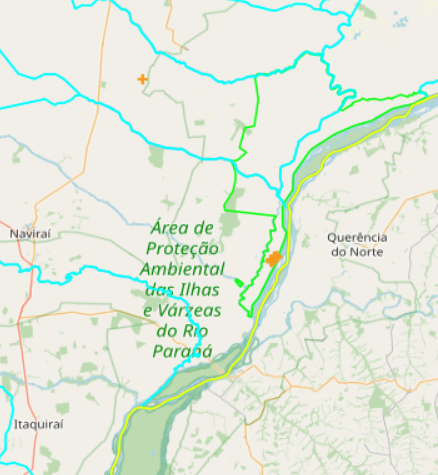 Naviraí
Área de
Proteção
Ambiental
das Ilhas
e Várzeas
do Rio
Paraná
Querência
do Norte
Itaquiraí